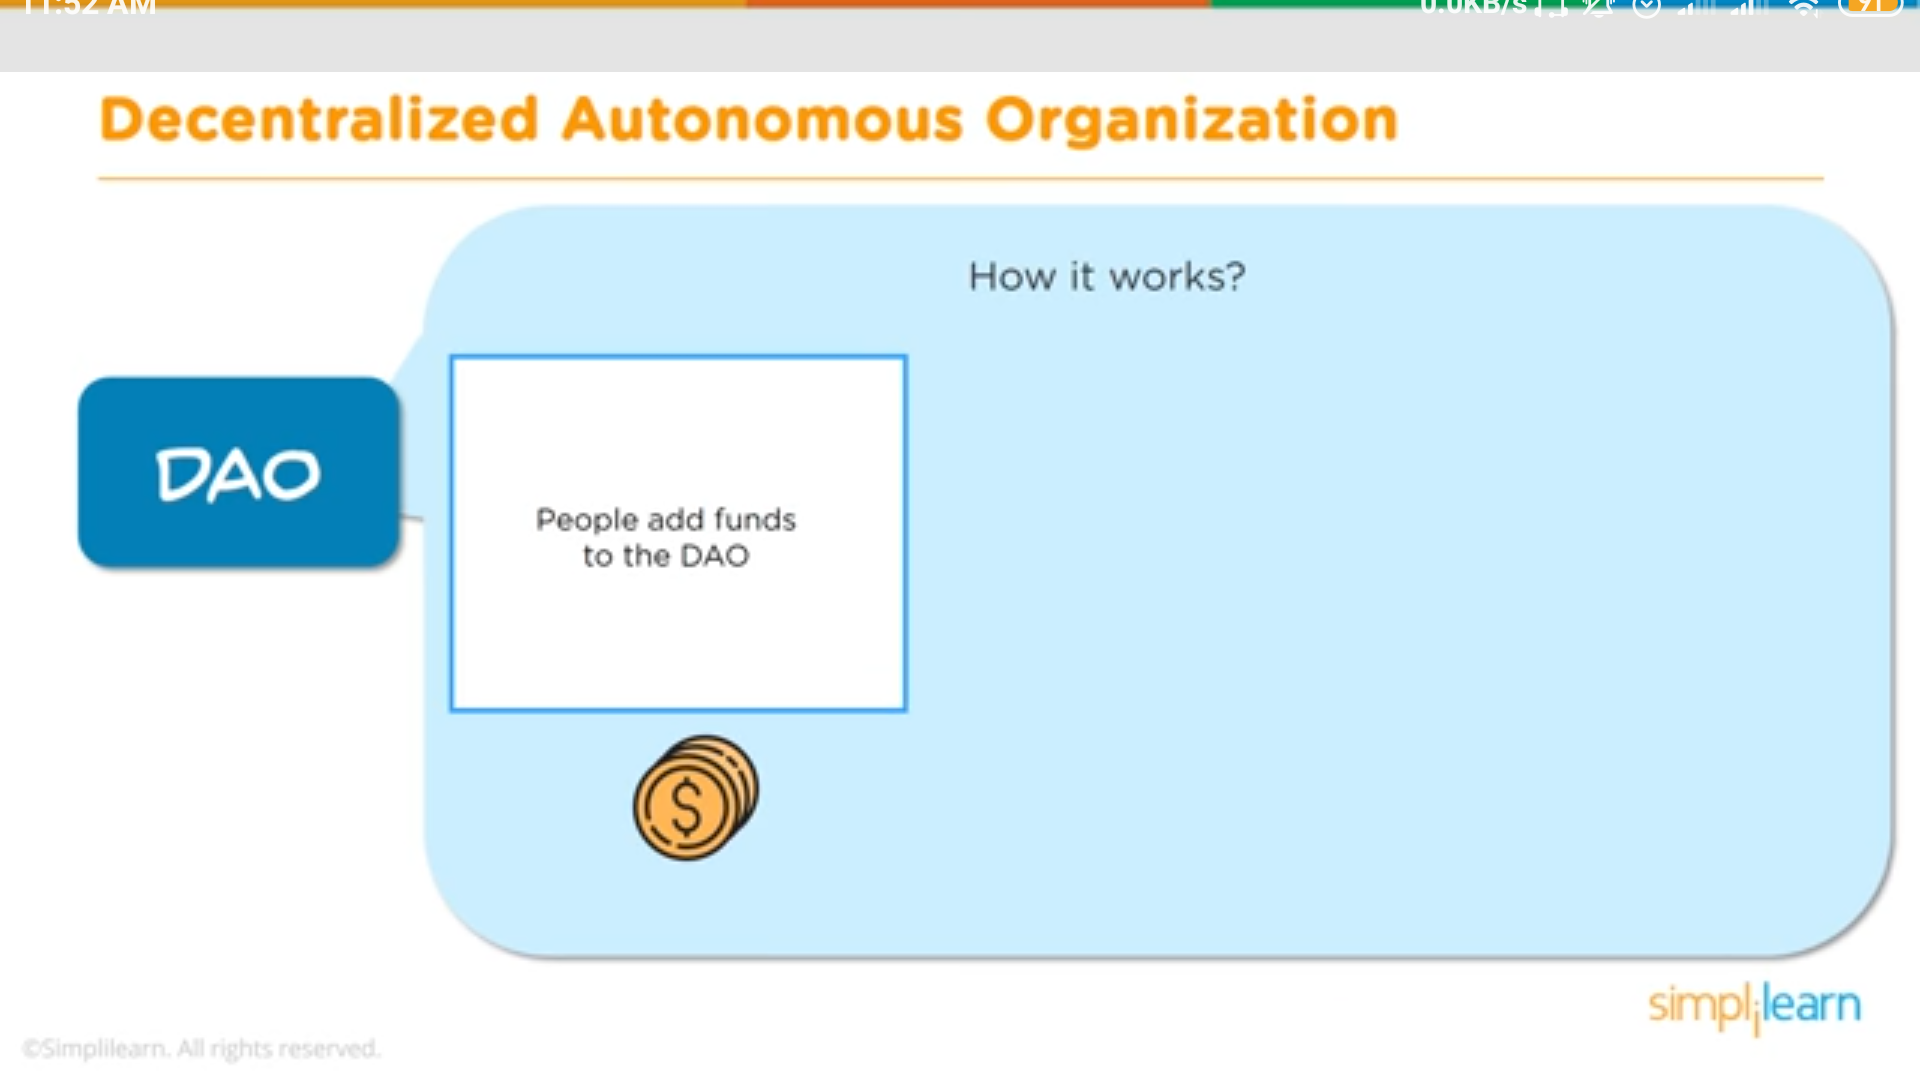 11:52 AM
0.0KB/s
91
Decentralized Autonomous Organization
How it works?
DAO
People add funds
to the DAO
$
simplilearn
©Simplilearn. All rights reserved.